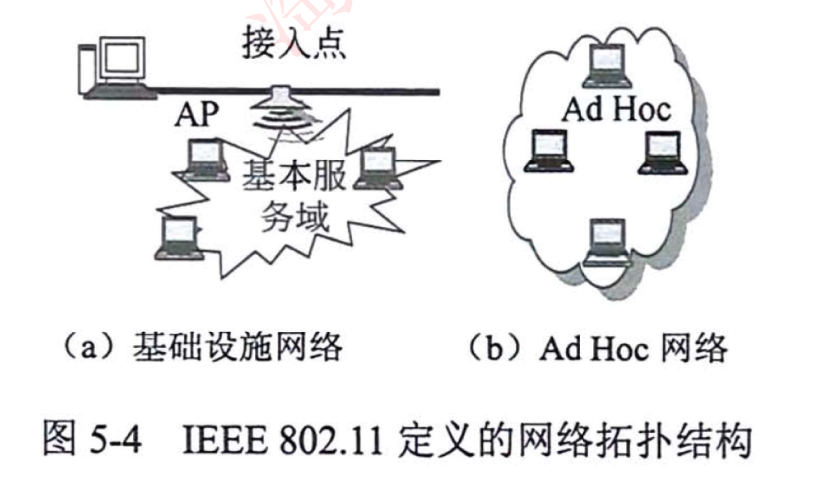 接入点
AP
基本服
务域
Ad Hoc
（a）基础设施网络
（b）Ad Hoc 网络
图 5-4 IEEE 802.11 定义的网络拓扑结构